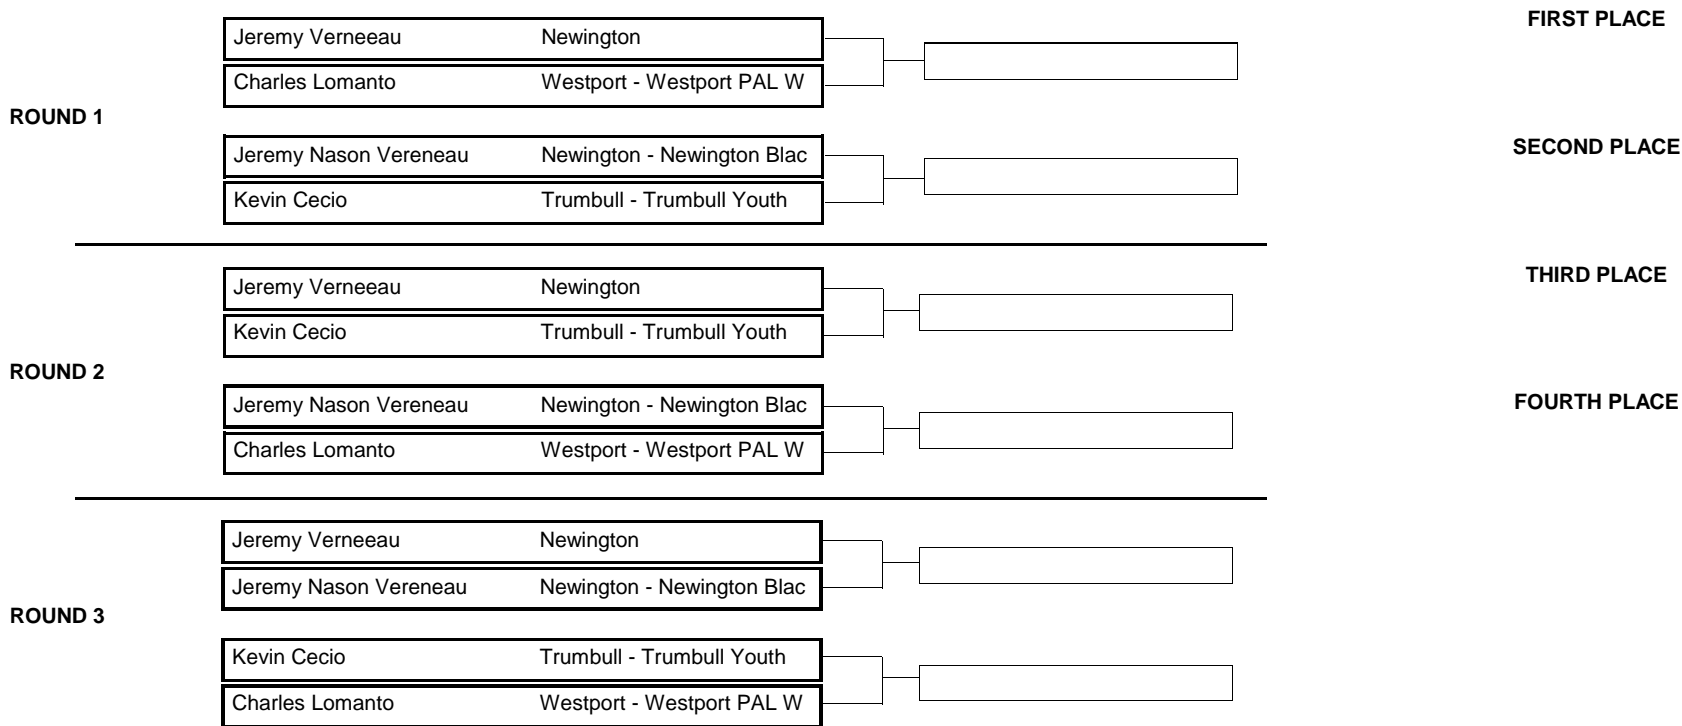 FIRST PLACE
Jeremy Verneeau Newington
Charles Lomanto Westport - Westport PAL W
ROUND 1
Jeremy Nason Vereneau Newington - Newington Blac
SECOND PLACE
Kevin Cecio Trumbull - Trumbull Youth
Jeremy Verneeau Newington
THIRD PLACE
Kevin Cecio Trumbull - Trumbull Youth
ROUND 2
Jeremy Nason Vereneau Newington - Newington Blac
FOURTH PLACE
Charles Lomanto Westport - Westport PAL W
Jeremy Verneeau Newington
Jeremy Nason Vereneau Newington - Newington Blac
ROUND 3
Kevin Cecio Trumbull - Trumbull Youth
Charles Lomanto Westport - Westport PAL W